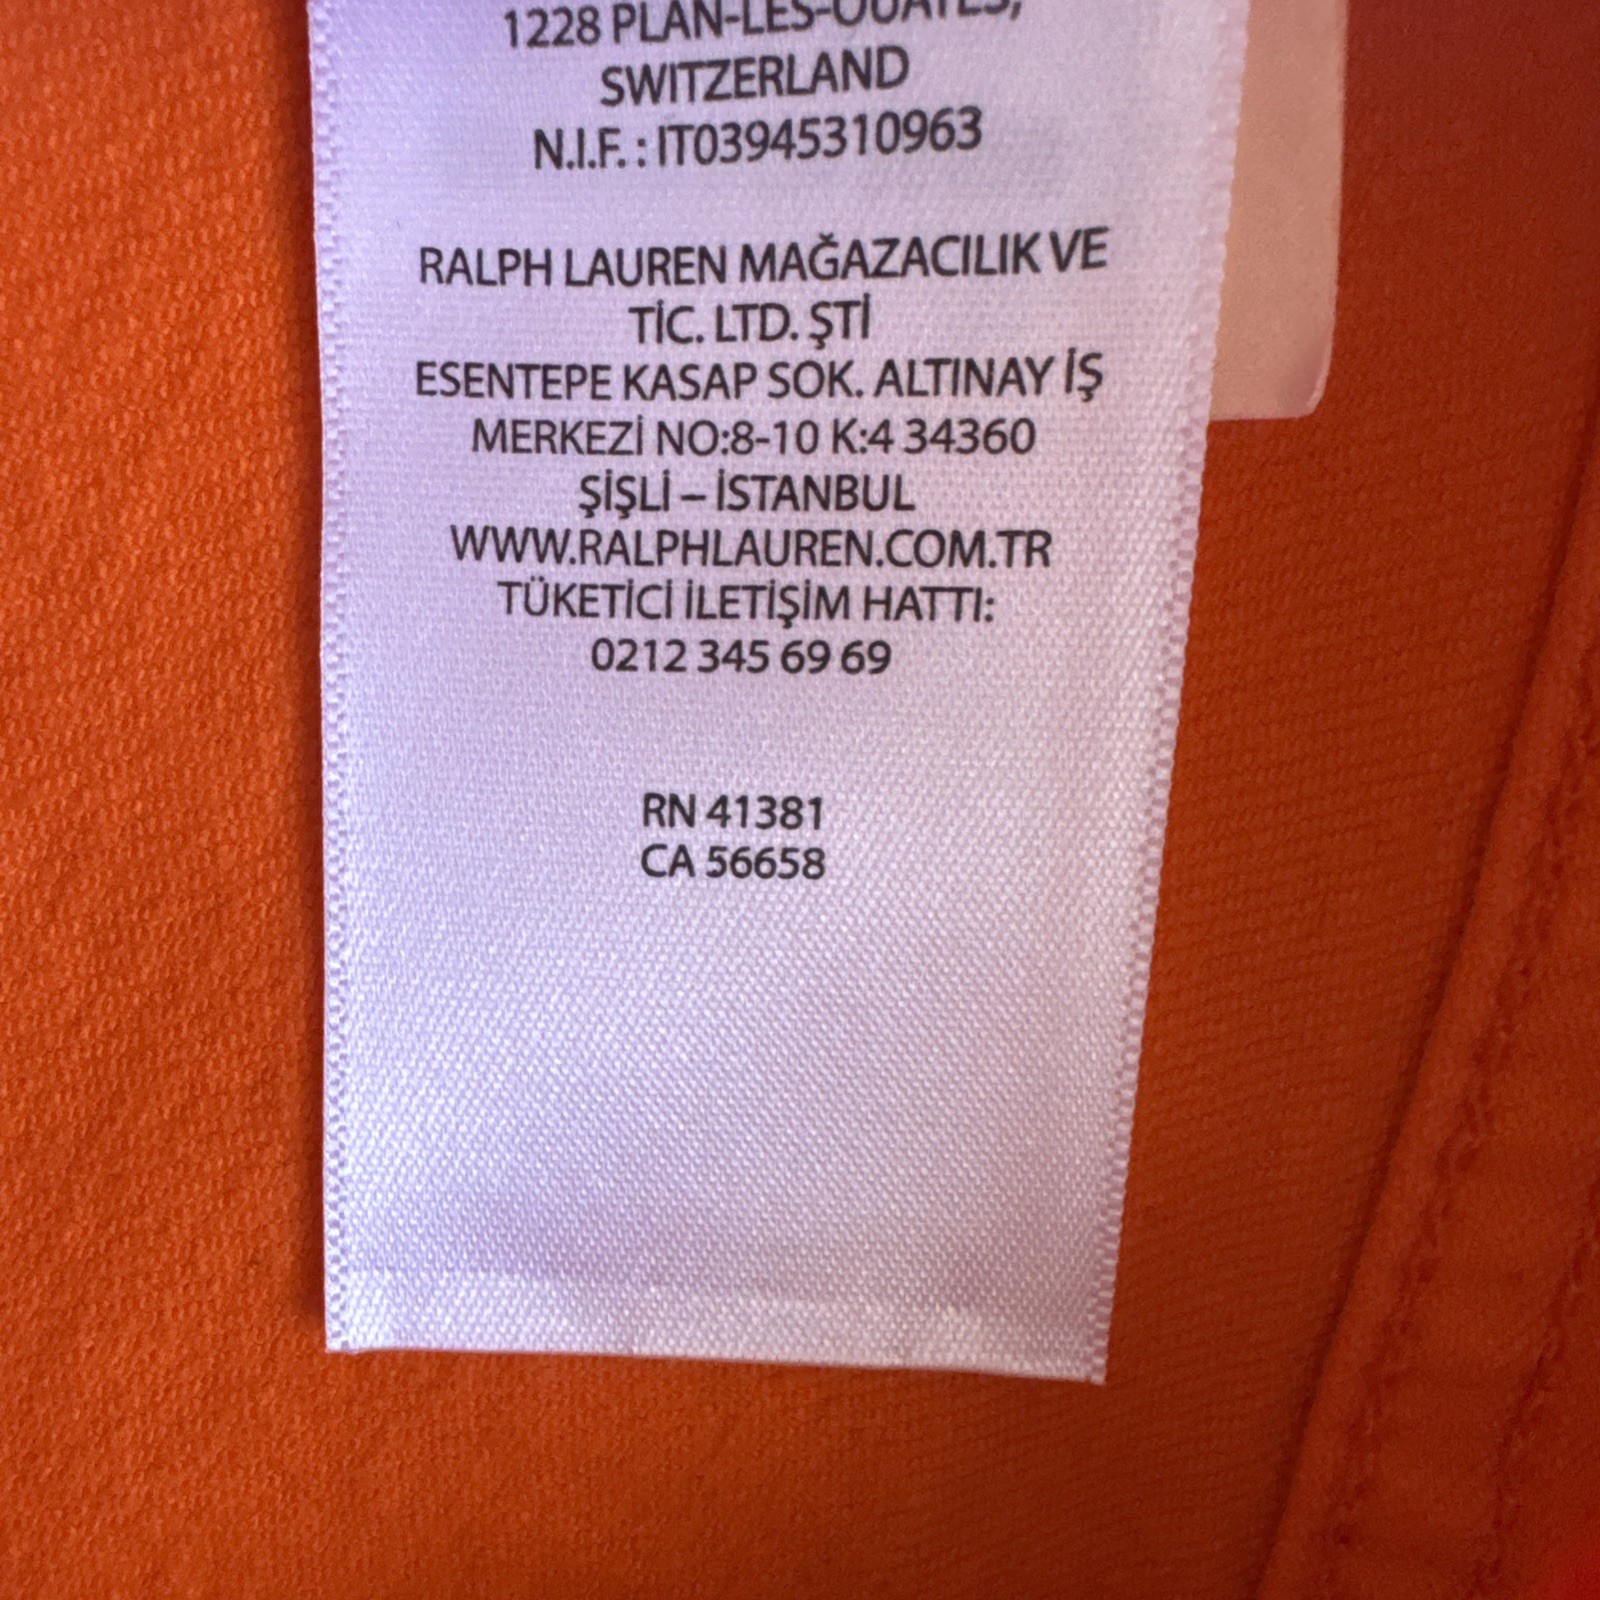 1228 PLAN-LES-OUATES,
SWITZERLAND
N.I.F. : IT03945310963
RALPH LAUREN MAĞAZACILIK VE
TİC. LTD. ŞTİ
ESENTEPE KASAP SOK. ALTINAY İŞ
MERKEZİ NO:8-10 K:4 34360
ŞİŞLİ – İSTANBUL
WWW.RALPHLAUREN.COM.TR
TÜKETİCİ İLETİŞİM HATTI:
0212 345 69 69
RN 41381
CA 56658